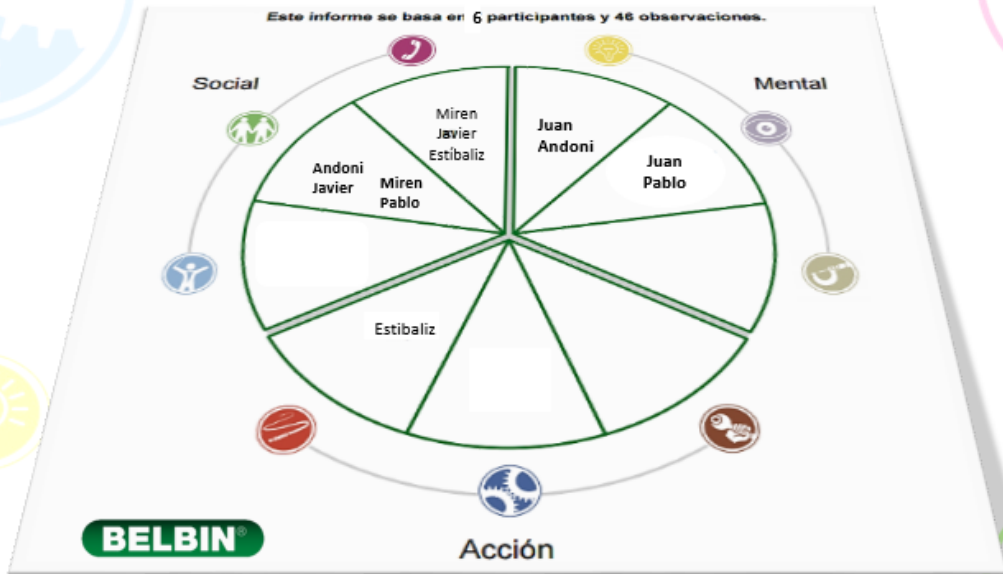 Este informe se basa en 6 participantes y 46 observaciones.
Social
Mental
Miren
Javier
Estíbaliz
Juan
Andoni
Andoni
Javier
Miren
Pablo
Juan
Pablo
Estibaliz
BELBIN®
Acción